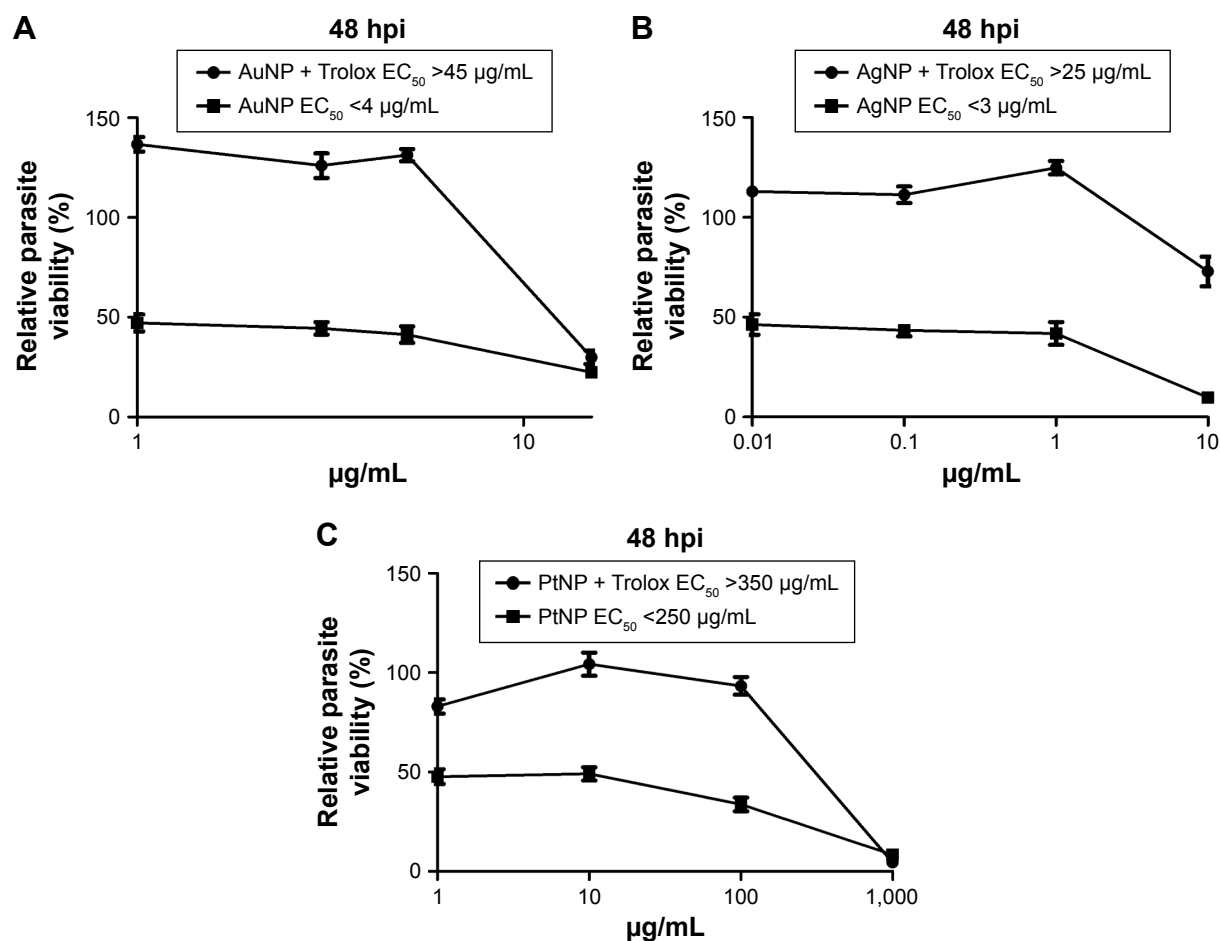 A
48 hpi
AuNP + Trolox EC₅₀ >45 µg/mL
AuNP EC₅₀ <4 µg/mL
Relative parasite
viability (%)
150
100
50
0
1
10
µg/mL
B
48 hpi
AgNP + Trolox EC₅₀ >25 µg/mL
AgNP EC₅₀ <3 µg/mL
Relative parasite
viability (%)
150
100
50
0
0.01
0.1
1
10
µg/mL
C
48 hpi
PtNP + Trolox EC₅₀ >350 µg/mL
PtNP EC₅₀ <250 µg/mL
Relative parasite
viability (%)
150
100
50
0
1
10
100
1,000
µg/mL